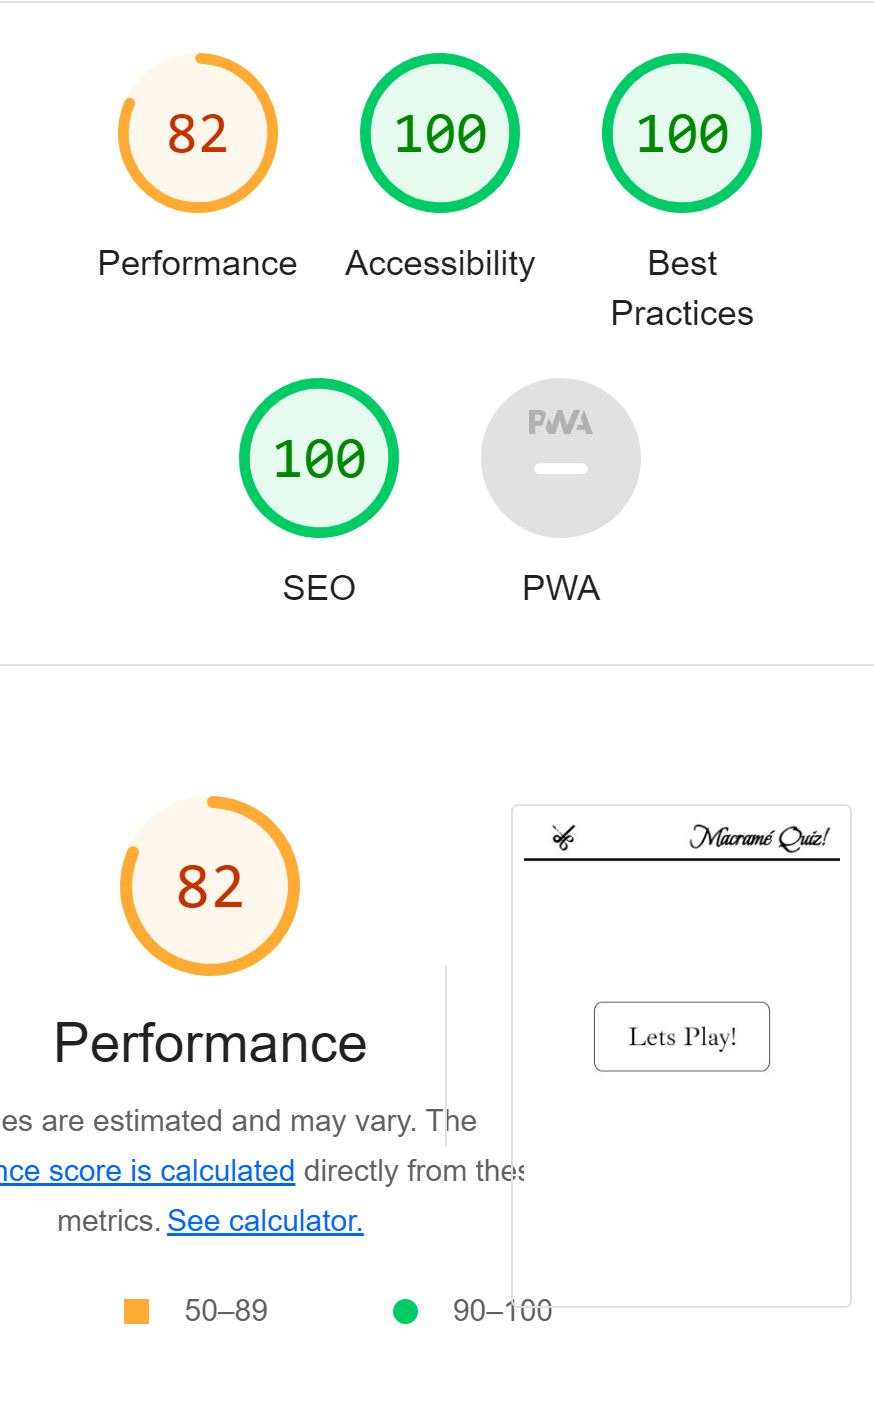 82
100
100
Performance
Accessibility
Best
Practices
100
PWA
SEO
PWA
82
Macramé Quiz!
Lets Play!
Performance
es are estimated and may vary. The
nce score is calculated directly from thes
metrics. See calculator.
50–89
90–100